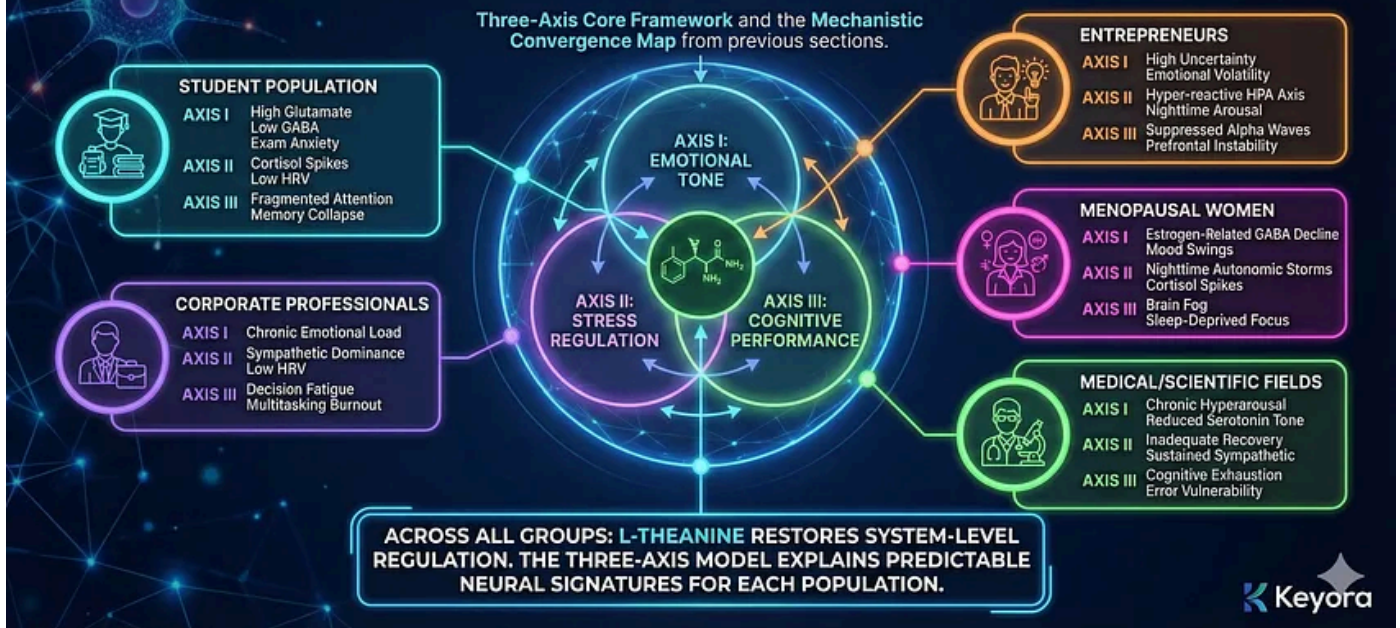 Three-Axis Core Framework and the Mechanistic
Convergence Map from previous sections.
STUDENT POPULATION
AXIS I High Glutamate
Low GABA
Exam Anxiety
AXIS II Cortisol Spikes
Low HRV
AXIS III Fragmented Attention
Memory Collapse
CORPORATE PROFESSIONALS
AXIS I Chronic Emotional Load
AXIS II Sympathetic Dominance
Low HRV
AXIS III Decision Fatigue
Multitasking Burnout
AXIS I:
EMOTIONAL
TONE
AXIS II:
STRESS
REGULATION
AXIS III:
COGNITIVE
PERFORMANCE
O
NH2
NH2
ENTREPRENEURS
AXIS I High Uncertainty
Emotional Volatility
AXIS II Hyper-reactive HPA Axis
Nighttime Arousal
AXIS III Suppressed Alpha Waves
Prefrontal Instability
MENOPAUSAL WOMEN
AXIS I Estrogen-Related GABA Decline
Mood Swings
AXIS II Nighttime Autonomic Storms
Cortisol Spikes
AXIS III Brain Fog
Sleep-Deprived Focus
MEDICAL/SCIENTIFIC FIELDS
AXIS I Chronic Hyperarousal
Reduced Serotonin Tone
AXIS II Inadequate Recovery
Sustained Sympathetic
AXIS III Cognitive Exhaustion
Error Vulnerability
ACROSS ALL GROUPS: L-THEANINE RESTORES SYSTEM-LEVEL
REGULATION. THE THREE-AXIS MODEL EXPLAINS PREDICTABLE
NEURAL SIGNATURES FOR EACH POPULATION.
Keyora